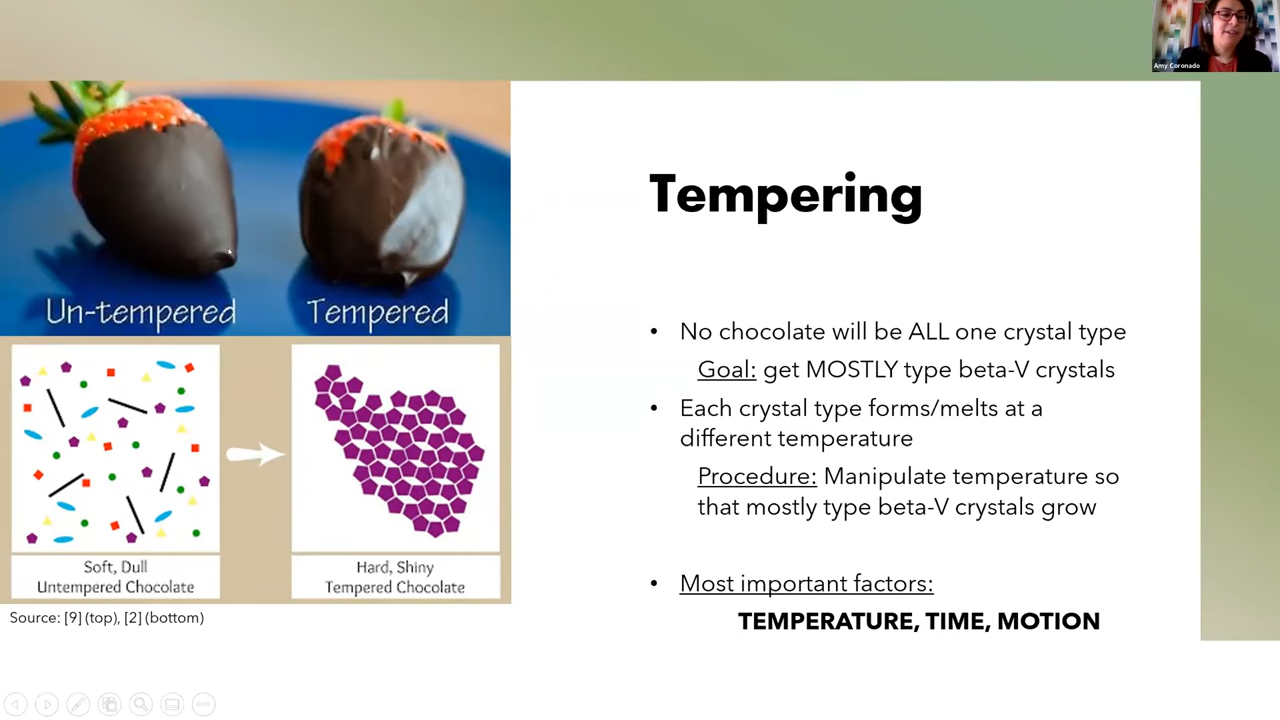 Amy Coronado
Un-tempered
Tempered
Soft, Dull
Untempered Chocolate
Hard, Shiny
Tempered Chocolate
Source: [9] (top), [2] (bottom)
Tempering
• No chocolate will be ALL one crystal type
Goal: get MOSTLY type beta-V crystals
• Each crystal type forms/melts at a
different temperature
Procedure: Manipulate temperature so
that mostly type beta-V crystals grow
• Most important factors:
TEMPERATURE, TIME, MOTION